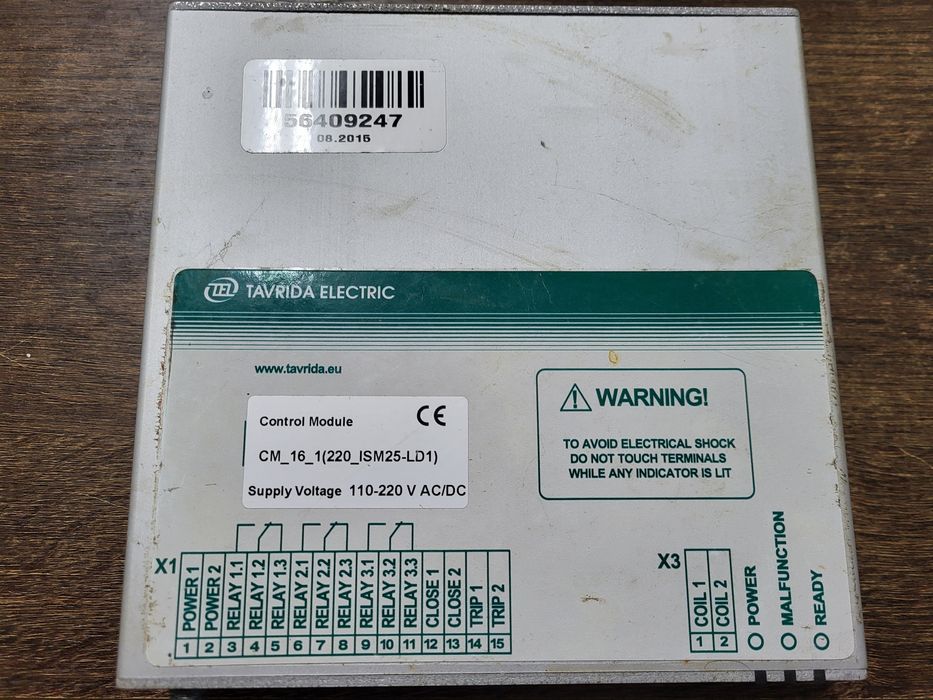 56409247
08.2015
TEL TAVRIDA ELECTRIC
www.tavrida.eu
Control Module CE
CM_16_1(220_ISM25-LD1)
Supply Voltage 110-220 V AC/DC
WARNING!
TO AVOID ELECTRICAL SHOCK
DO NOT TOUCH TERMINALS
WHILE ANY INDICATOR IS LIT
X1
POWER 1
POWER 2
RELAY 1.1
RELAY 1.2
RELAY 1.3
RELAY 2.1
RELAY 2.2
RELAY 2.3
RELAY 3.1
RELAY 3.2
RELAY 3.3
CLOSE 1
CLOSE 2
TRIP 1
TRIP 2
1 2 3 4 5 6 7 8 9 10 11 12 13 14 15
X3
COIL 1
COIL 2
1 2
POWER
MALFUNCTION
READY